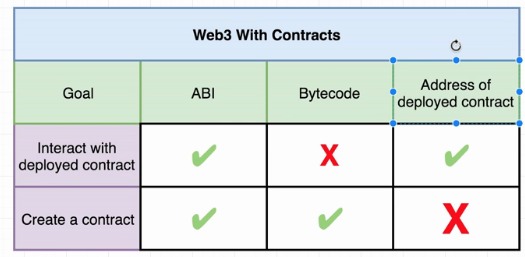 Web3 With Contracts
Goal
ABI
Bytecode
Address of
deployed contract
Interact with
deployed contract
X
Create a contract
X